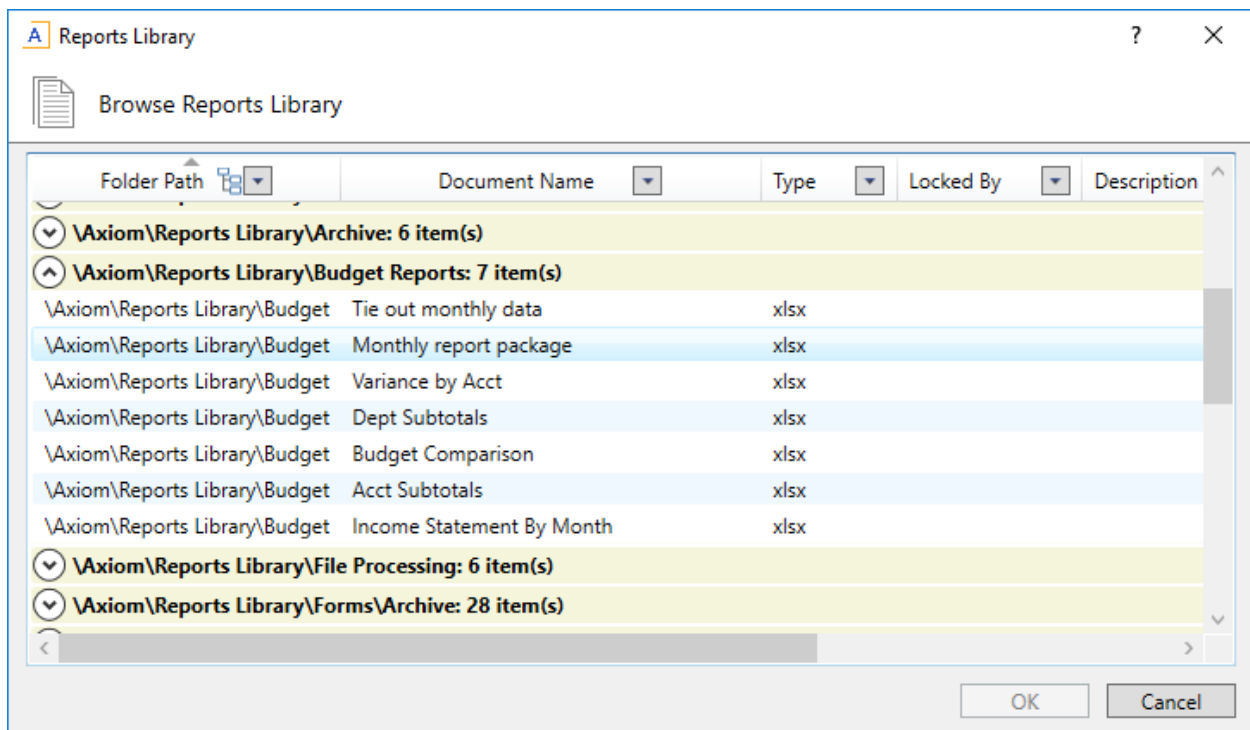 A Reports Library ?
Browse Reports Library
Folder Path Document Name Type Locked By Description
\Axiom\Reports Library\Archive: 6 item(s)
\Axiom\Reports Library\Budget Reports: 7 item(s)
\Axiom\Reports Library\Budget Tie out monthly data xlsx
\Axiom\Reports Library\Budget Monthly report package xlsx
\Axiom\Reports Library\Budget Variance by Acct xlsx
\Axiom\Reports Library\Budget Dept Subtotals xlsx
\Axiom\Reports Library\Budget Budget Comparison xlsx
\Axiom\Reports Library\Budget Acct Subtotals xlsx
\Axiom\Reports Library\Budget Income Statement By Month xlsx
\Axiom\Reports Library\File Processing: 6 item(s)
\Axiom\Reports Library\Forms\Archive: 28 item(s)
OK Cancel